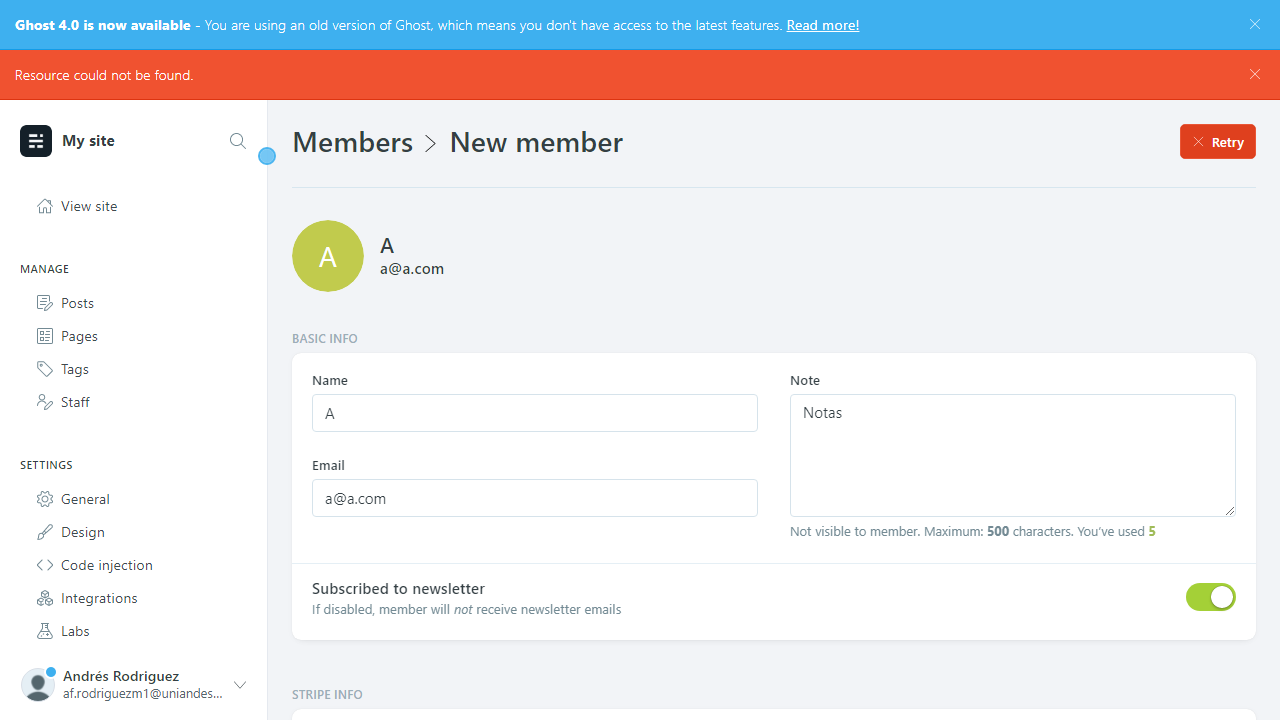 Ghost 4.0 is now available - You are using an old version of Ghost, which means you don't have access to the latest features. Read more!
Resource could not be found.
My site
Members > New member
Retry
View site
A
A
a@a.com
MANAGE
Posts
Pages
Tags
Staff
BASIC INFO
Name
A
Note
Notas
Email
a@a.com
Not visible to member. Maximum: 500 characters. You've used 5
SETTINGS
General
Design
Code injection
Integrations
Labs
Subscribed to newsletter
If disabled, member will not receive newsletter emails
Andrés Rodriguez
af.rodriguezm1@uniandes...
STRIPE INFO